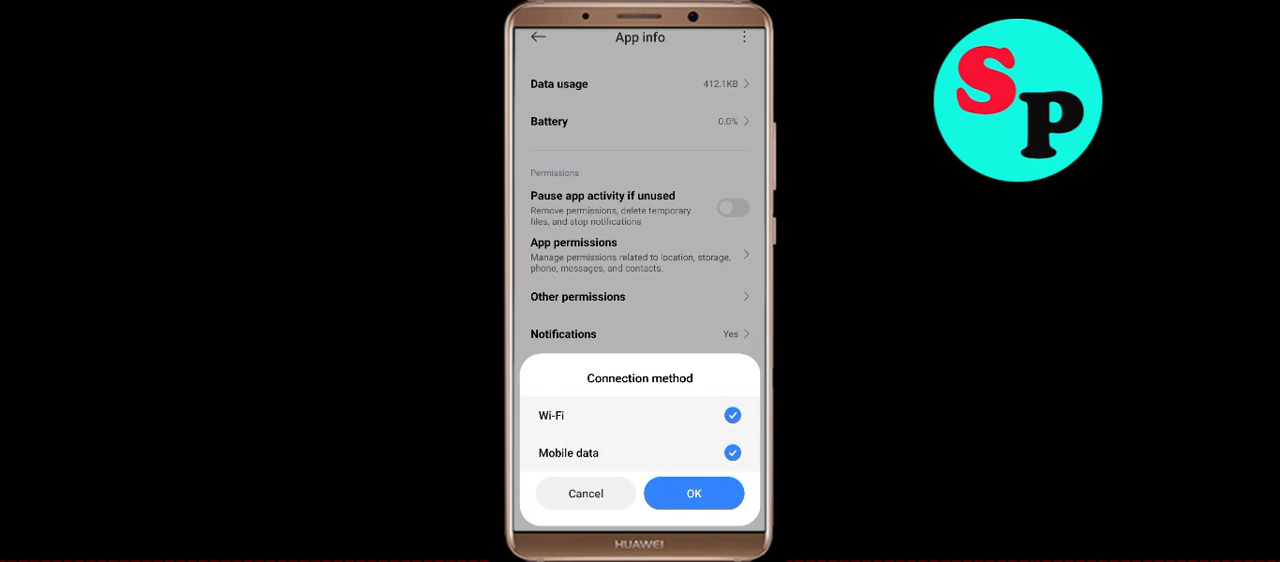 App info
Data usage 412.1KB
Battery 0.0%
Permissions
Pause app activity if unused
Remove permissions, delete temporary
files, and stop notifications
App permissions
Manage permissions related to location, storage,
phone, messages, and contacts.
Other permissions
Notifications Yes
Connection method
Wi-Fi
Mobile data
Cancel OK
HUAWEI
SP